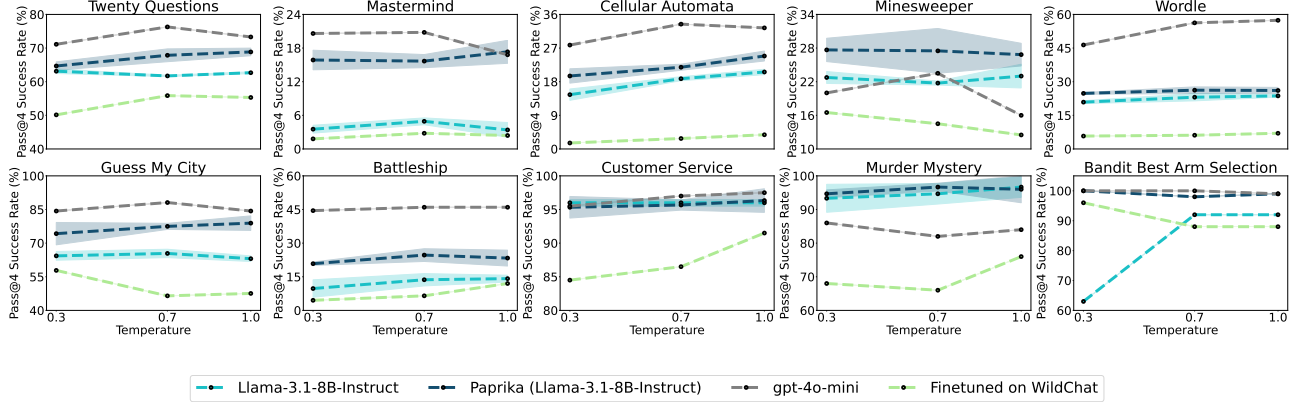 Twenty Questions
Mastermind
Cellular Automata
Minesweeper
Wordle
Pass@4 Success Rate (%)
80
70
60
50
40
Pass@4 Success Rate (%)
24
18
12
6
0
Pass@4 Success Rate (%)
36
27
18
9
0
Pass@4 Success Rate (%)
34
28
22
16
10
Pass@4 Success Rate (%)
60
45
30
15
0
Guess My City
Battleship
Customer Service
Murder Mystery
Bandit Best Arm Selection
Pass@4 Success Rate (%)
100
85
70
55
40
Pass@4 Success Rate (%)
60
45
30
15
0
Pass@4 Success Rate (%)
100
95
90
85
80
Pass@4 Success Rate (%)
100
90
80
70
60
Pass@4 Success Rate (%)
100
90
80
70
60
0.3 0.7 1.0
0.3 0.7 1.0
0.3 0.7 1.0
0.3 0.7 1.0
0.3 0.7 1.0
Temperature
Temperature
Temperature
Temperature
Temperature
Llama-3.1-8B-Instruct Paprika (Llama-3.1-8B-Instruct) gpt-4o-mini Finetuned on WildChat